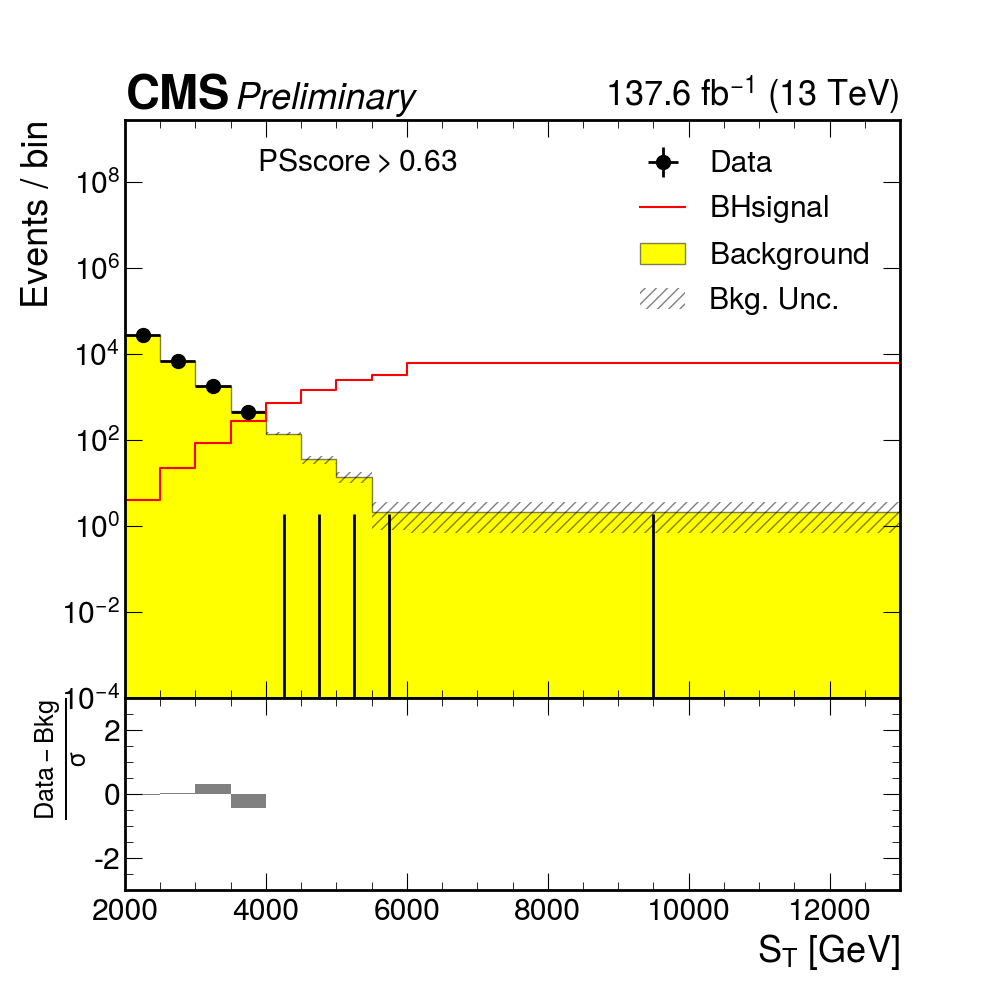 CMS Preliminary 137.6 fb⁻¹ (13 TeV)
Events / bin
PSscore > 0.63
Data
BHsignal
Background
Bkg. Unc.
10⁸
10⁶
10⁴
10²
10⁰
10⁻²
10⁻⁴
Data – Bkg
σ
2
0
-2
2000 4000 6000 8000 10000 12000
S_T [GeV]